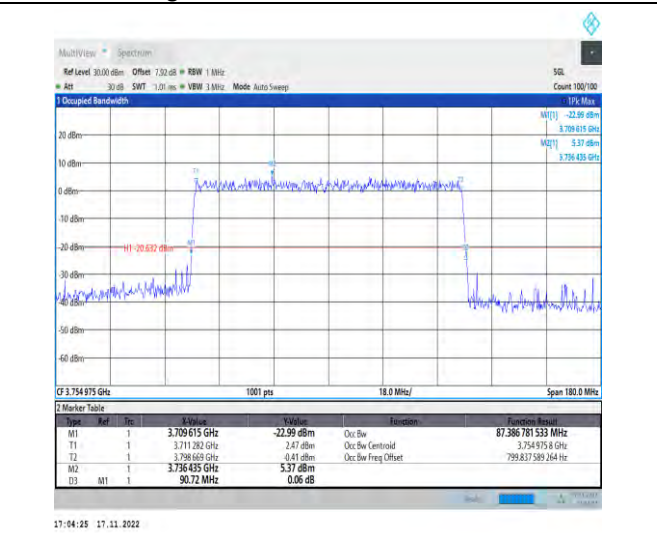 MultiView Spectrum
Ref Level 30.00 dBm Offset 7.92 dB RBW 1 MHz SGL
Att 30 dB SWT 1.01 ms VBW 3 MHz Mode Auto Sweep Count 100/100
1 Occupied Bandwidth 1Pk Max
M1[1] -22.99 dBm
3.709 615 GHz
M2[1] 5.37 dBm
3.736 435 GHz
20 dBm
10 dBm
T1 M2 T2
0 dBm
-10 dBm
-20 dBm H1 -20.632 dBm M1
-30 dBm
-40 dBm
-50 dBm
-60 dBm
CF 3.754 975 GHz 1001 pts 18.0 MHz/ Span 180.0 MHz
2 Marker Table
Type Ref Trc X-Value Y-Value Function Function Result
M1 1 3.709 615 GHz -22.99 dBm Occ Bw 87.386 781 533 MHz
T1 1 3.711 282 GHz 2.47 dBm Occ Bw Centroid 3.754 975 8 GHz
T2 1 3.798 669 GHz -0.41 dBm Occ Bw Freq Offset 799.837 589 264 Hz
M2 1 3.736 435 GHz 5.37 dBm
D3 M1 1 90.72 MHz 0.06 dB
17:04:25 17.11.2022